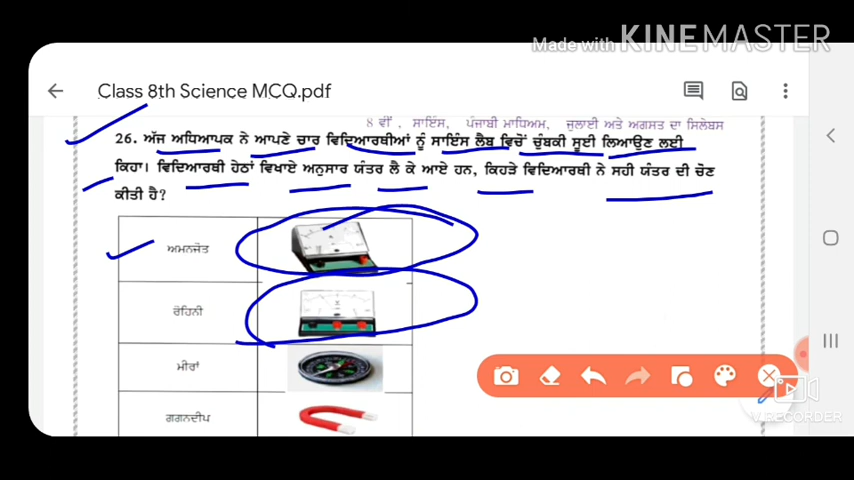 Made with KINEMASTER
Class 8th Science MCQ.pdf
8 ਵੀਂ , ਸਾਇੰਸ, ਪੰਜਾਬੀ ਮਾਧਿਅਮ, ਜੁਲਾਈ ਅਤੇ ਅਗਸਤ ਦਾ ਸਿਲੇਬਸ
26. ਅੱਜ ਅਧਿਆਪਕ ਨੇ ਆਪਣੇ ਚਾਰ ਵਿਦਿਆਰਥੀਆਂ ਨੂੰ ਸਾਇੰਸ ਲੈਬ ਵਿਚੋਂ ਚੁੰਬਕੀ ਸੂਈ ਲਿਆਉਣ ਲਈ
ਕਿਹਾ। ਵਿਦਿਆਰਥੀ ਹੇਠਾਂ ਵਿਖਾਏ ਅਨੁਸਾਰ ਯੰਤਰ ਲੈ ਕੇ ਆਏ ਹਨ, ਕਿਹੜੇ ਵਿਦਿਆਰਥੀ ਨੇ ਸਹੀ ਯੰਤਰ ਦੀ ਚੋਣ
ਕੀਤੀ ਹੈ?
ਅਮਨਜੋਤ
ਰੋਹਿਨੀ
ਮੀਰਾਂ
ਗਗਨਦੀਪ
V RECORDER